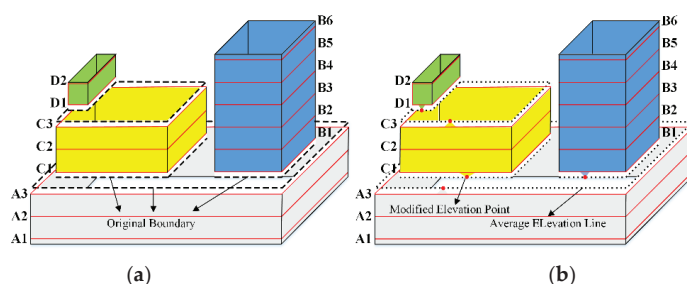 B6
B5
B4
B3
B2
B1
D2
D1
C3
C2
C1
A3
A2
A1
Original Boundary
(a)
B6
B5
B4
B3
B2
B1
D2
D1
C3
C2
C1
A3
A2
A1
Modified Elevation Point
Average ELevation Line
(b)